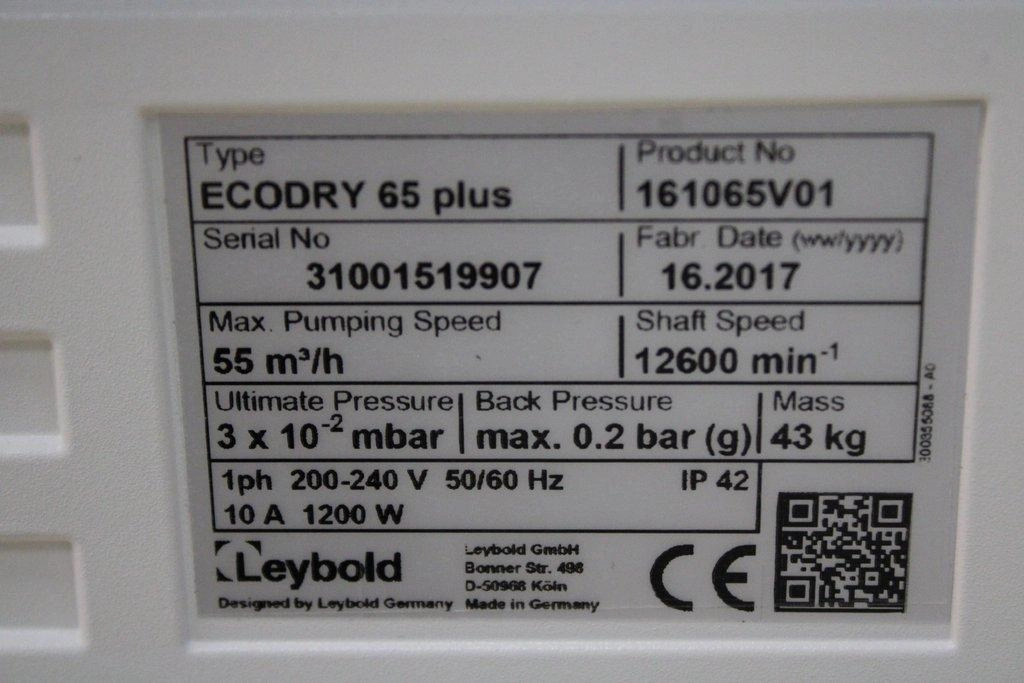 Type
ECODRY 65 plus
Product No
161065V01
Serial No
31001519907
Fabr. Date (ww/yyyy)
16.2017
Max. Pumping Speed
55 m³/h
Shaft Speed
12600 min⁻¹
Ultimate Pressure
3 x 10⁻² mbar
Back Pressure
max. 0.2 bar (g)
Mass
43 kg
300355088 - A0
1ph 200-240 V 50/60 Hz IP 42
10 A 1200 W
Leybold
Designed by Leybold Germany
Leybold GmbH
Bonner Str. 498
D-50968 Köln
Made in Germany
CE